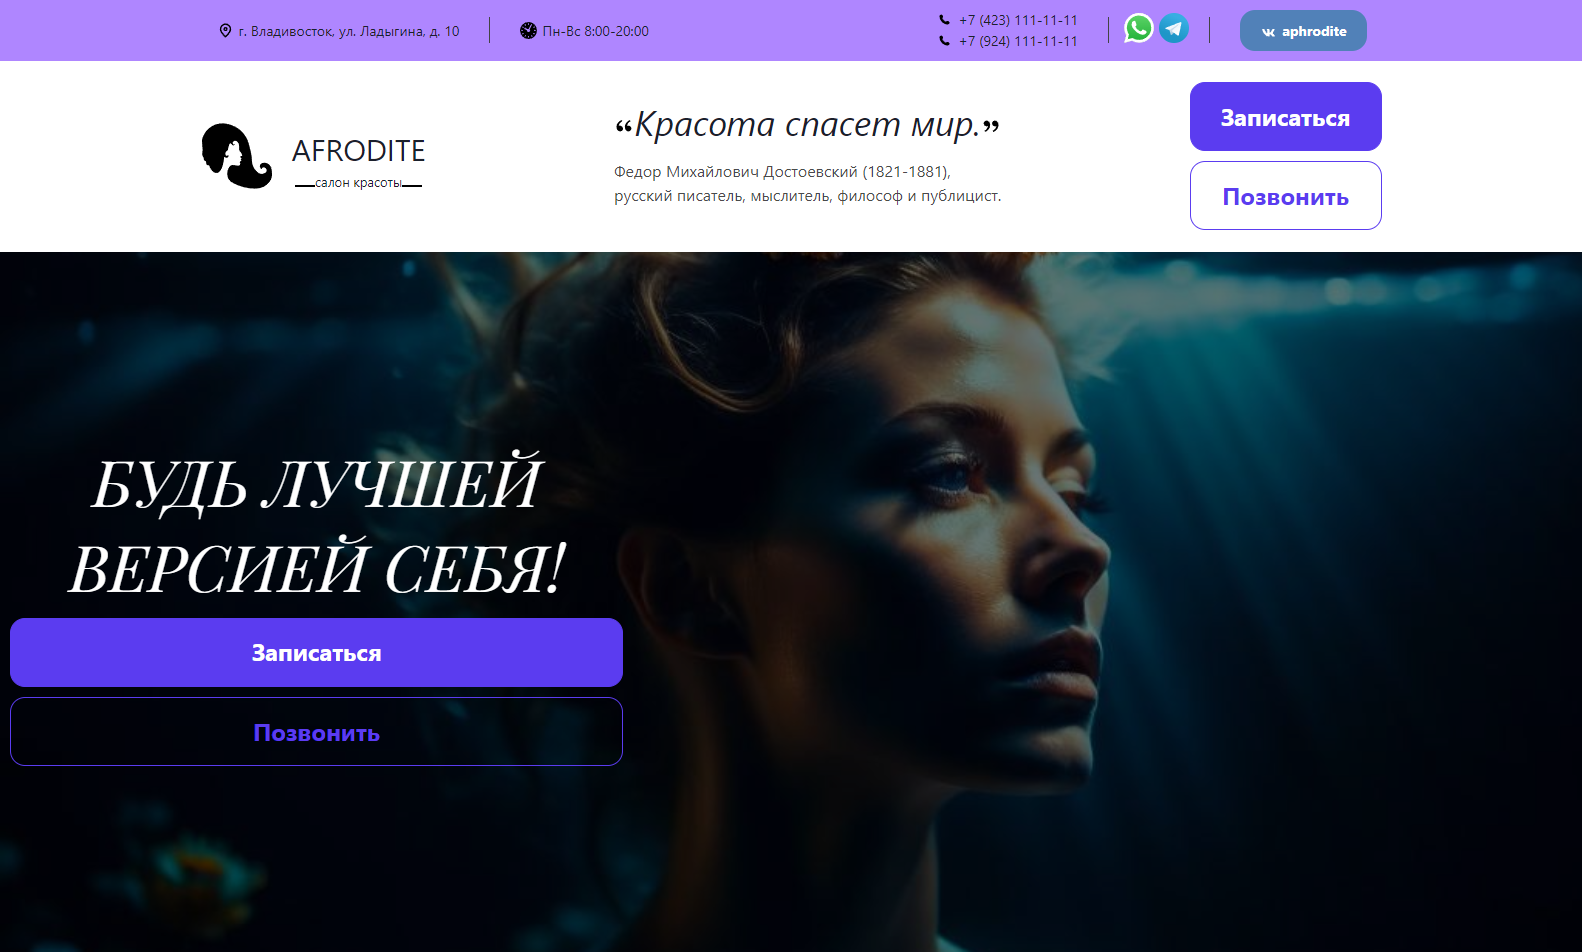 г. Владивосток, ул. Ладыгина, д. 10
Пн-Вс 8:00-20:00
+7 (423) 111-11-11
+7 (924) 111-11-11
aphrodite
AFRODITE
салон красоты
“Красота спасет мир.”
Федор Михайлович Достоевский (1821-1881),
русский писатель, мыслитель, философ и публицист.
Записаться
Позвонить
БУДЬ ЛУЧШЕЙ
ВЕРСИЕЙ СЕБЯ!
Записаться
Позвонить